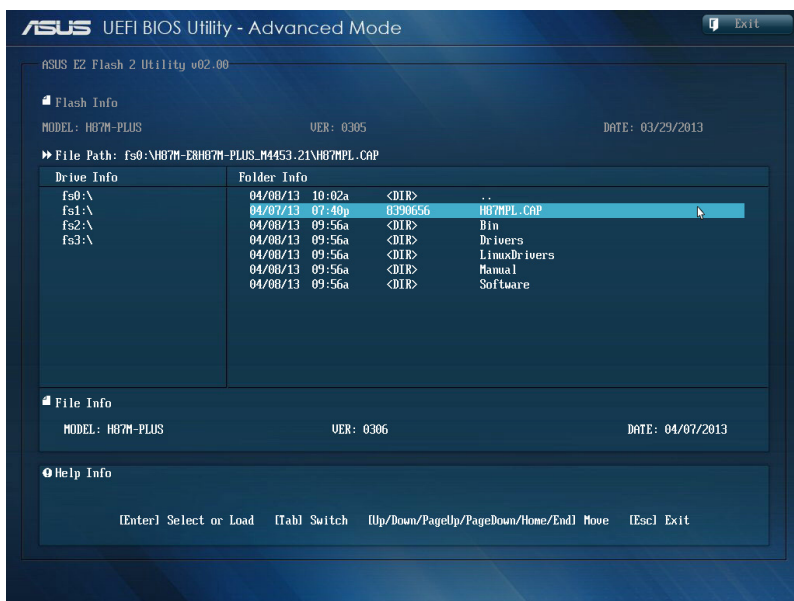 ASUS UEFI BIOS Utility - Advanced Mode
Exit
ASUS EZ Flash 2 Utility v02.00
Flash Info
MODEL: H87M-PLUS VER: 0305 DATE: 03/29/2013
File Path: fs0:\H87M-E8H87M-PLUS_M4453.21\H87MPL.CAP
Drive Info Folder Info
fs0:\ 04/08/13 10:02a <DIR> ..
fs1:\ 04/07/13 07:40p 8390656 H87MPL.CAP
fs2:\ 04/08/13 09:56a <DIR> Bin
fs3:\ 04/08/13 09:56a <DIR> Drivers
04/08/13 09:56a <DIR> LinuxDrivers
04/08/13 09:56a <DIR> Manual
04/08/13 09:56a <DIR> Software
File Info
MODEL: H87M-PLUS VER: 0306 DATE: 04/07/2013
Help Info
[Enter] Select or Load [Tab] Switch [Up/Down/PageUp/PageDown/Home/End] Move [Esc] Exit